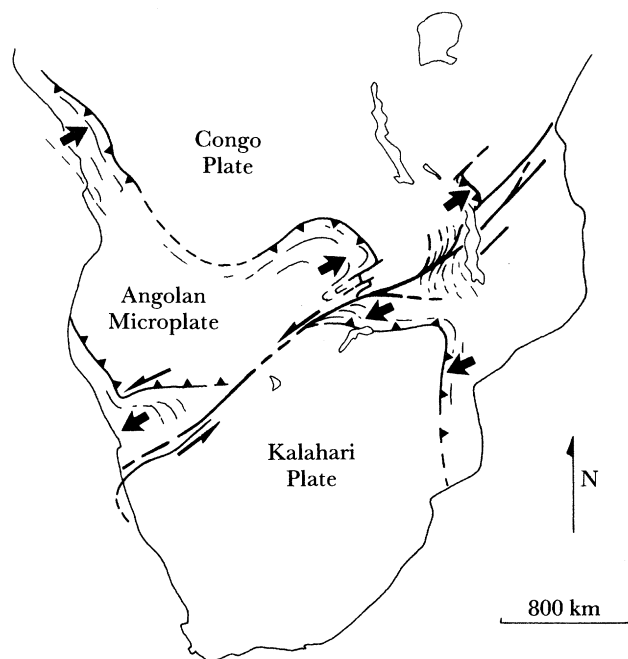 Congo
Plate
Angolan
Microplate
Kalahari
Plate
N
800 km